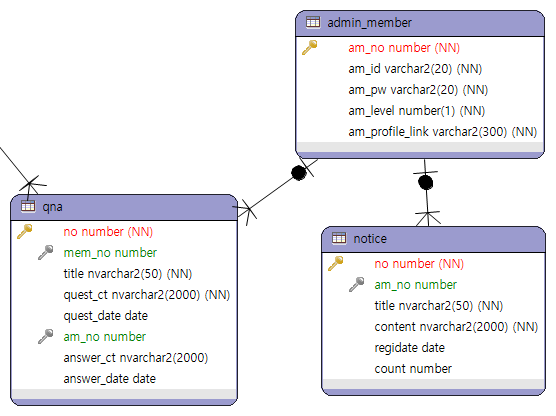 admin_member
am_no number (NN)
am_id varchar2(20) (NN)
am_pw varchar2(20) (NN)
am_level number(1) (NN)
am_profile_link varchar2(300) (NN)
qna
no number (NN)
mem_no number
title nvarchar2(50) (NN)
quest_ct nvarchar2(2000) (NN)
quest_date date
am_no number
answer_ct nvarchar2(2000)
answer_date date
notice
no number (NN)
am_no number
title nvarchar2(50) (NN)
content nvarchar2(2000) (NN)
regidate date
count number